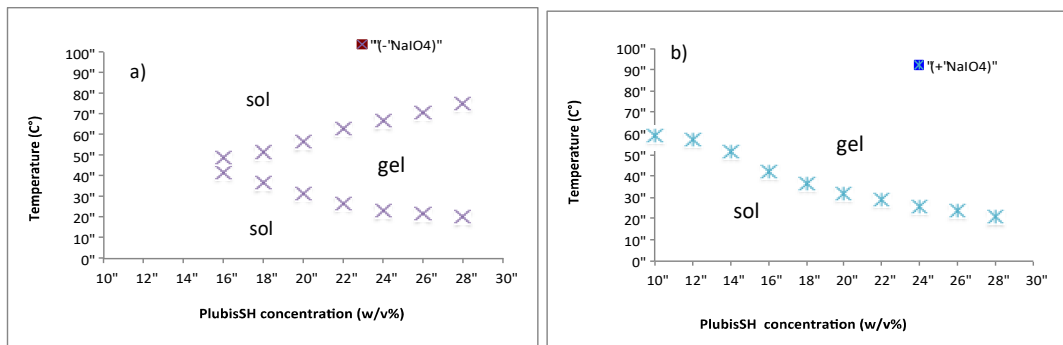 "'(-'"NaIO4)"
100"
90"
80"
70"
60"
50"
40"
30"
20"
10"
0"
a)
sol
gel
sol
Temperature (C°)
10" 12" 14" 16" 18" 20" 22" 24" 26" 28" 30"
PlubisSH concentration (w/v%)
"(+"NaIO4)"
100"
90"
80"
70"
60"
50"
40"
30"
20"
10"
0"
b)
gel
sol
Temperature (C°)
10" 12" 14" 16" 18" 20" 22" 24" 26" 28" 30"
PlubisSH concentration (w/v%)